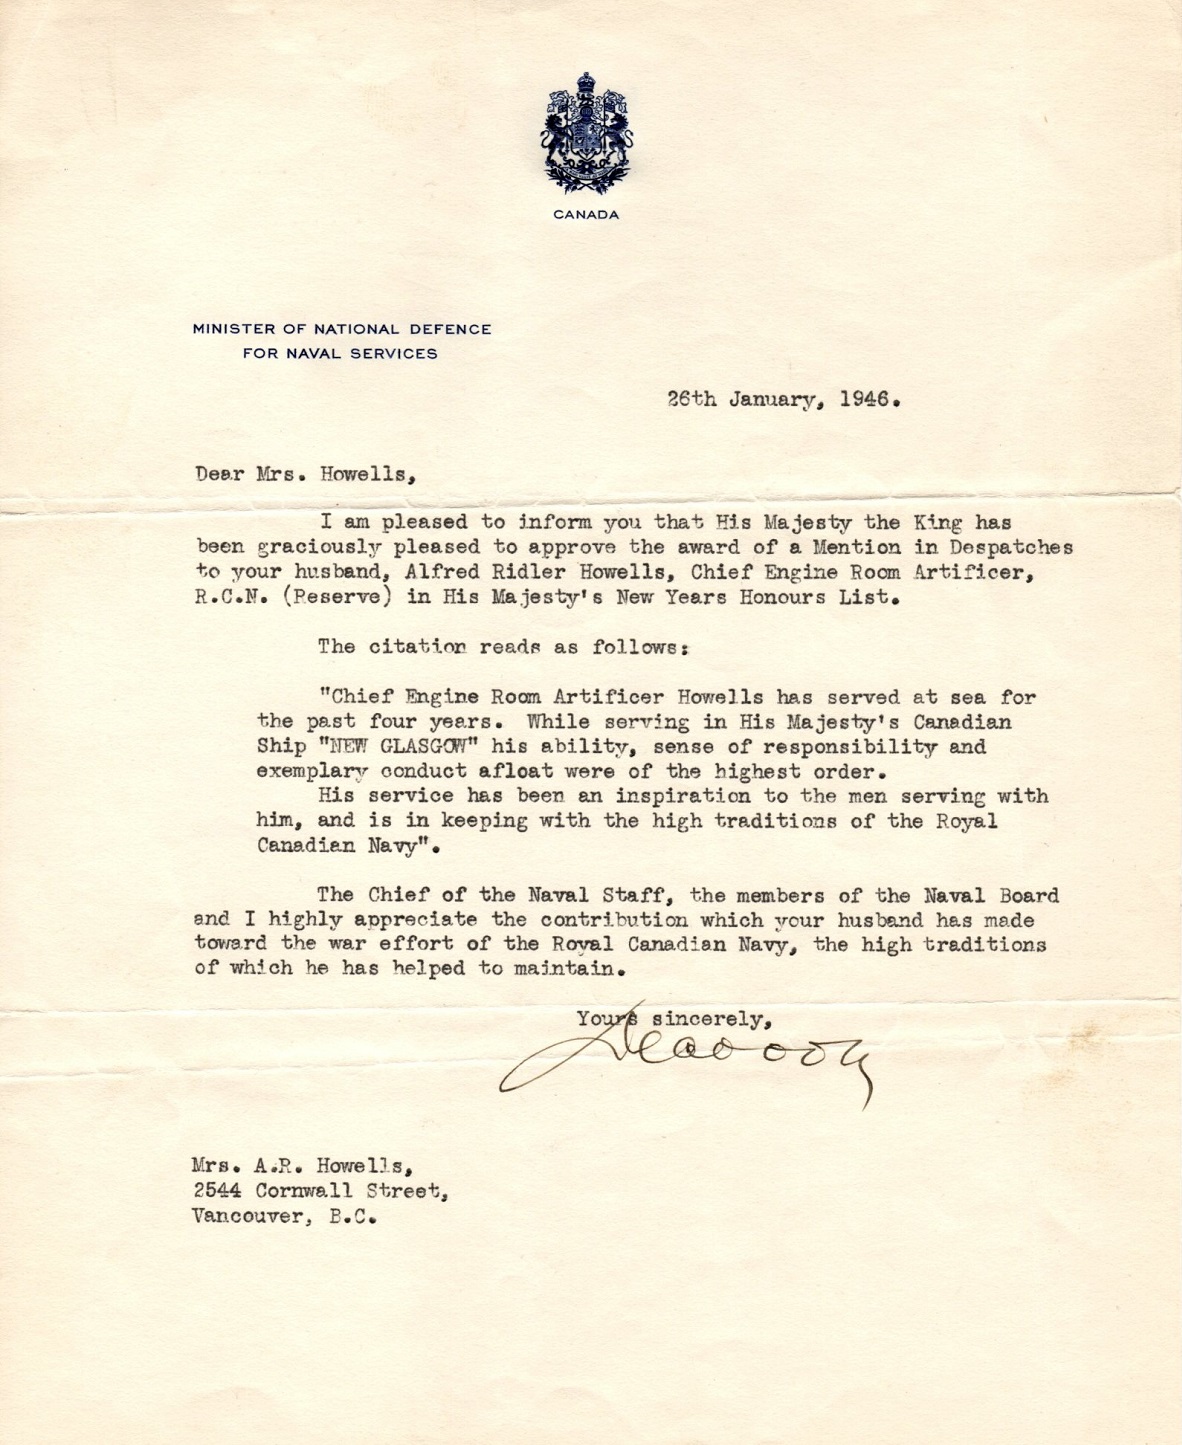 CANADA
MINISTER OF NATIONAL DEFENCE
FOR NAVAL SERVICES
26th January, 1946.
Dear Mrs. Howells,
I am pleased to inform you that His Majesty the King has
been graciously pleased to approve the award of a Mention in Despatches
to your husband, Alfred Ridler Howells, Chief Engine Room Artificer,
R.C.N. (Reserve) in His Majesty's New Years Honours List.
The citation reads as follows:
"Chief Engine Room Artificer Howells has served at sea for
the past four years. While serving in His Majesty's Canadian
Ship "NEW GLASGOW" his ability, sense of responsibility and
exemplary conduct afloat were of the highest order.
His service has been an inspiration to the men serving with
him, and is in keeping with the high traditions of the Royal
Canadian Navy".
The Chief of the Naval Staff, the members of the Naval Board
and I highly appreciate the contribution which your husband has made
toward the war effort of the Royal Canadian Navy, the high traditions
of which he has helped to maintain.
Yours sincerely,
Mrs. A.R. Howells,
2544 Cornwall Street,
Vancouver, B.C.